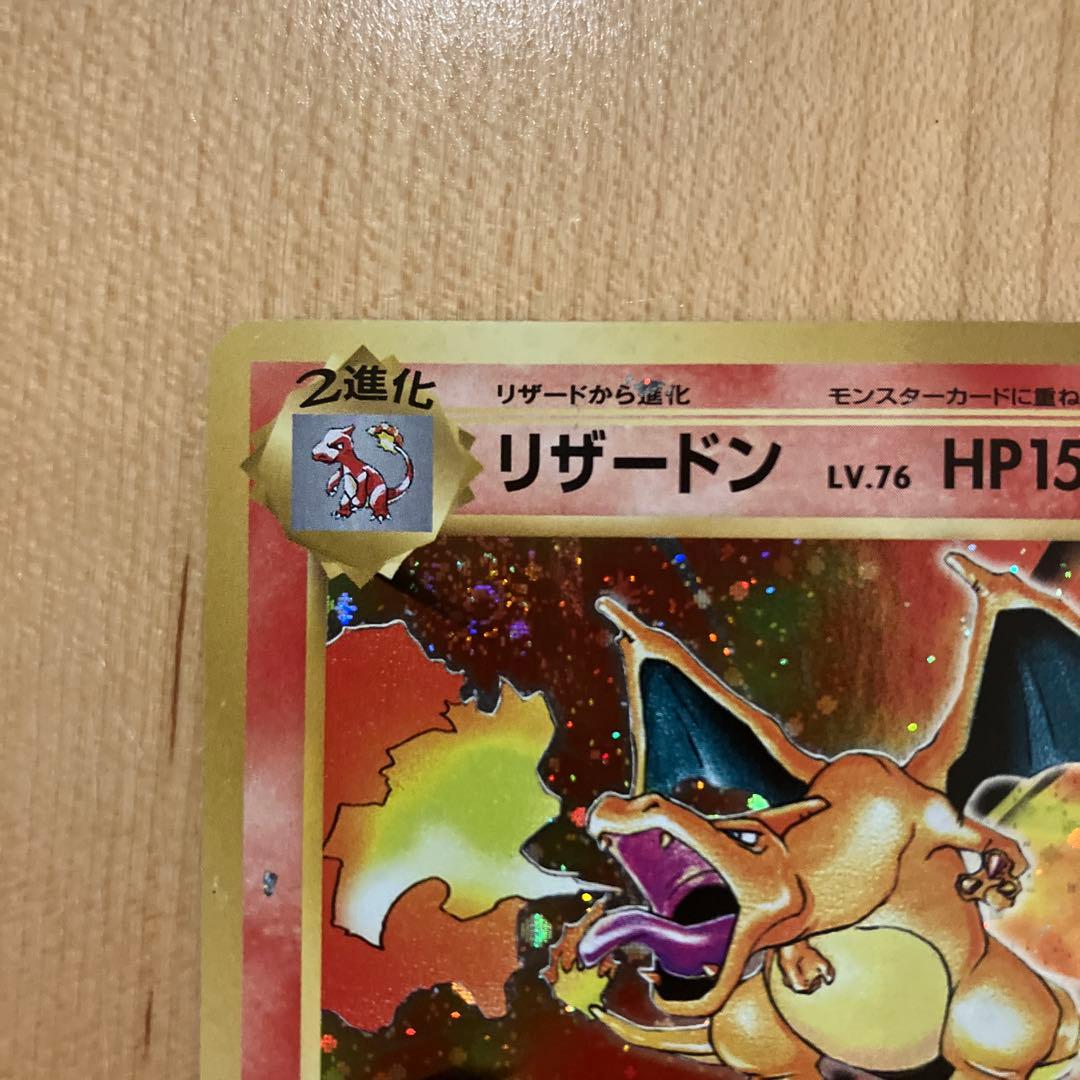 2進化
リザードから進化
モンスターカードに重ね
リザードン LV.76 HP15